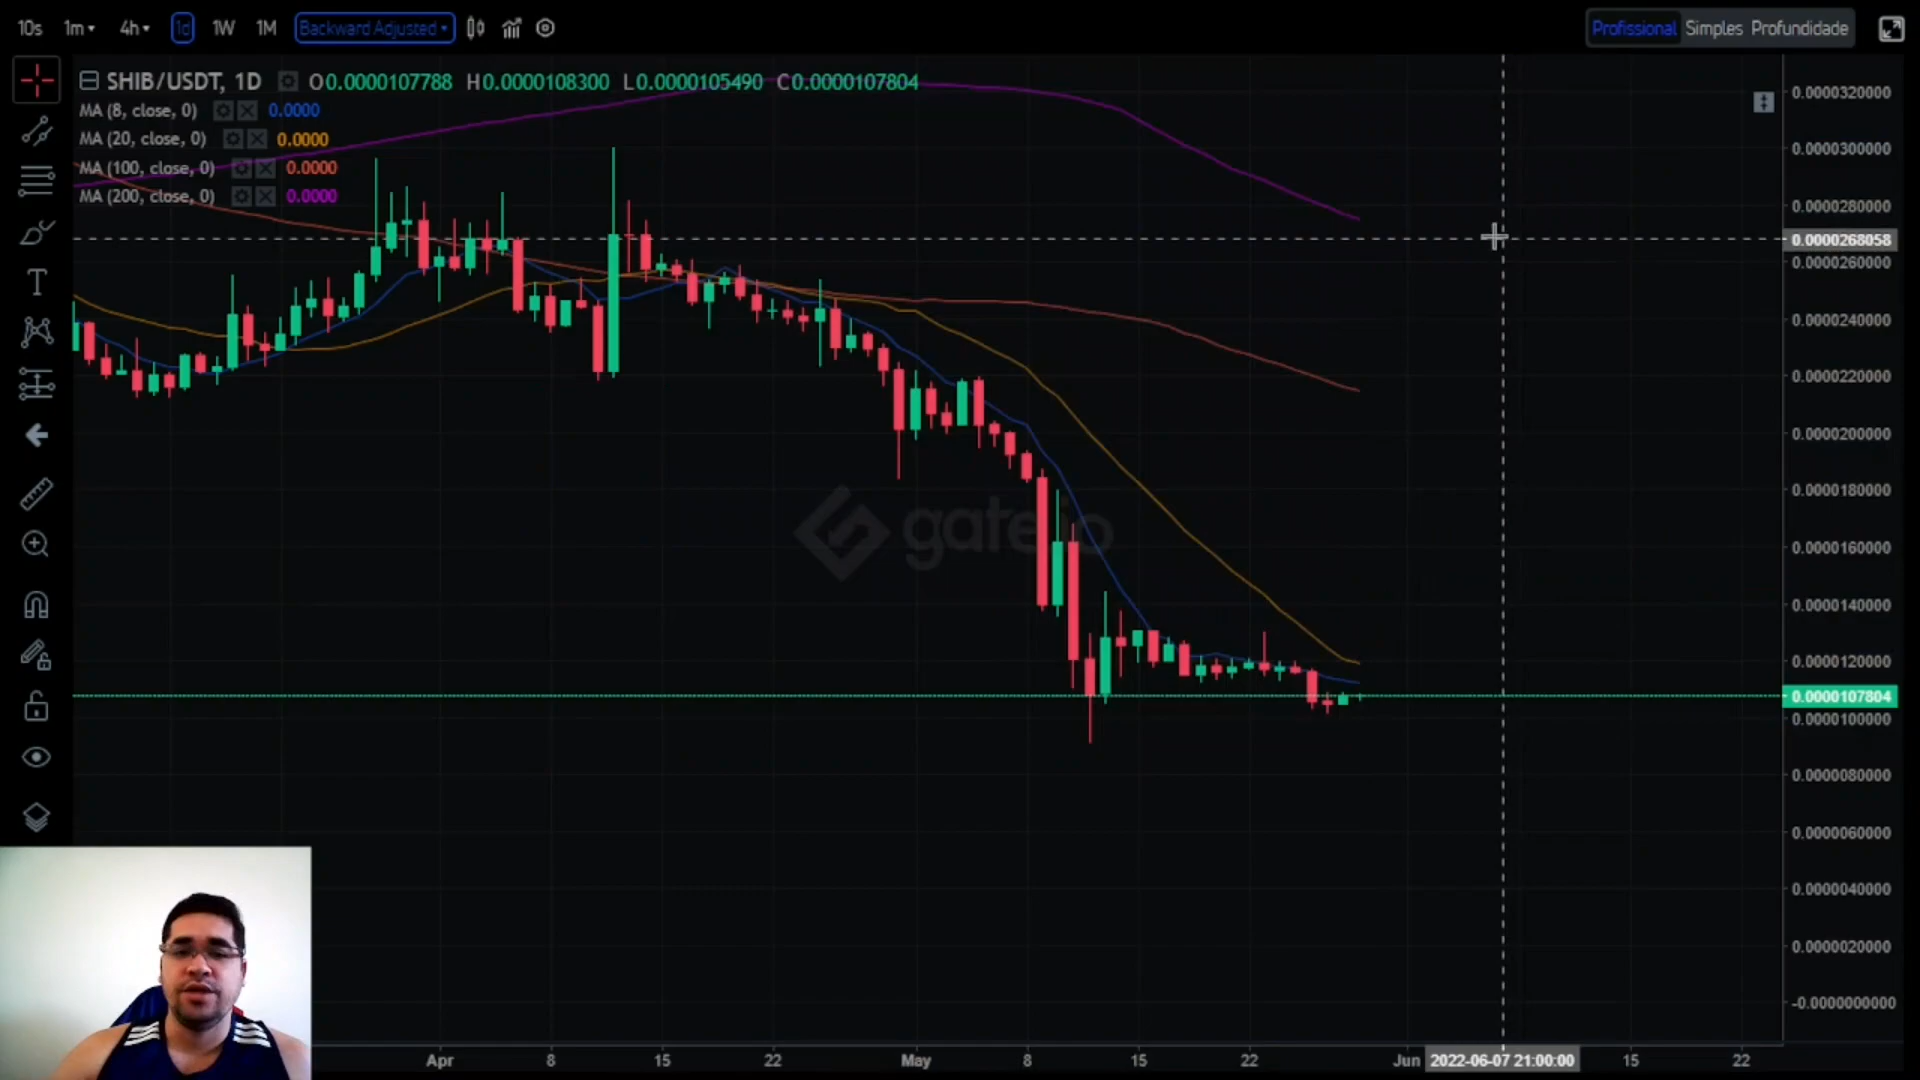 10s 1m 4h 1d 1W 1M Backward Adjusted Profissional Simples Profundidade
SHIB/USDT, 1D O0.0000107788 H0.0000108300 L0.0000105490 C0.0000107804
MA (8, close, 0) 0.0000
MA (20, close, 0) 0.0000
MA (100, close, 0) 0.0000
MA (200, close, 0) 0.0000
0.0000320000
0.0000300000
0.0000280000
0.0000268058
0.0000260000
0.0000240000
0.0000220000
0.0000200000
0.0000180000
gate.io
0.0000160000
0.0000140000
0.0000120000
0.0000107804
0.0000100000
0.0000080000
0.0000060000
0.0000040000
0.0000020000
-0.0000000000
Apr 8 15 22 May 8 15 22 Jun 2022-06-07 21:00:00 15 22